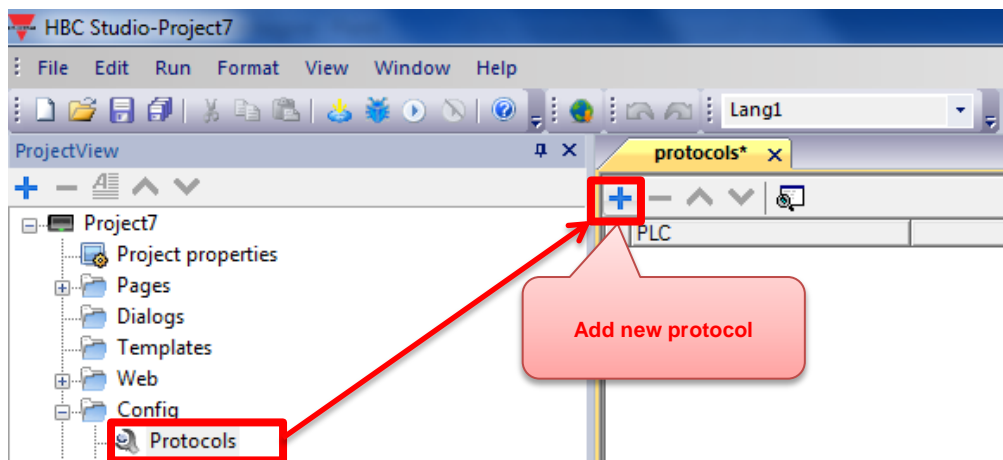 HBC Studio-Project7
File Edit Run Format View Window Help
Lang1
ProjectView
protocols*
Project7
Project properties
Pages
Dialogs
Templates
Web
Config
Protocols
PLC
Add new protocol